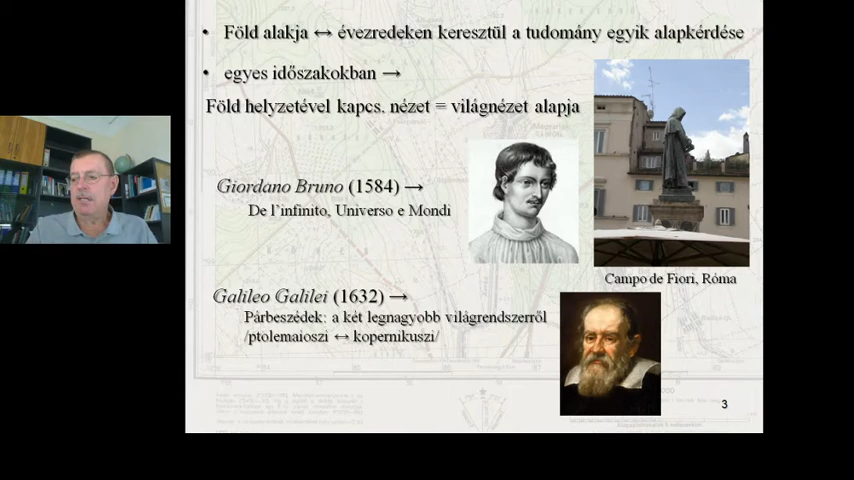 • Föld alakja ↔ évezredeken keresztül a tudomány egyik alapkérdése
• egyes időszakokban →
Föld helyzetével kapcs. nézet = világnézet alapja
Giordano Bruno (1584) →
De l'infinito, Universo e Mondi
Campo de Fiori, Róma
Galileo Galilei (1632) →
Párbeszédek: a két legnagyobb világrendszerről
/ptolemaioszi ↔ kopernikuszi/
3